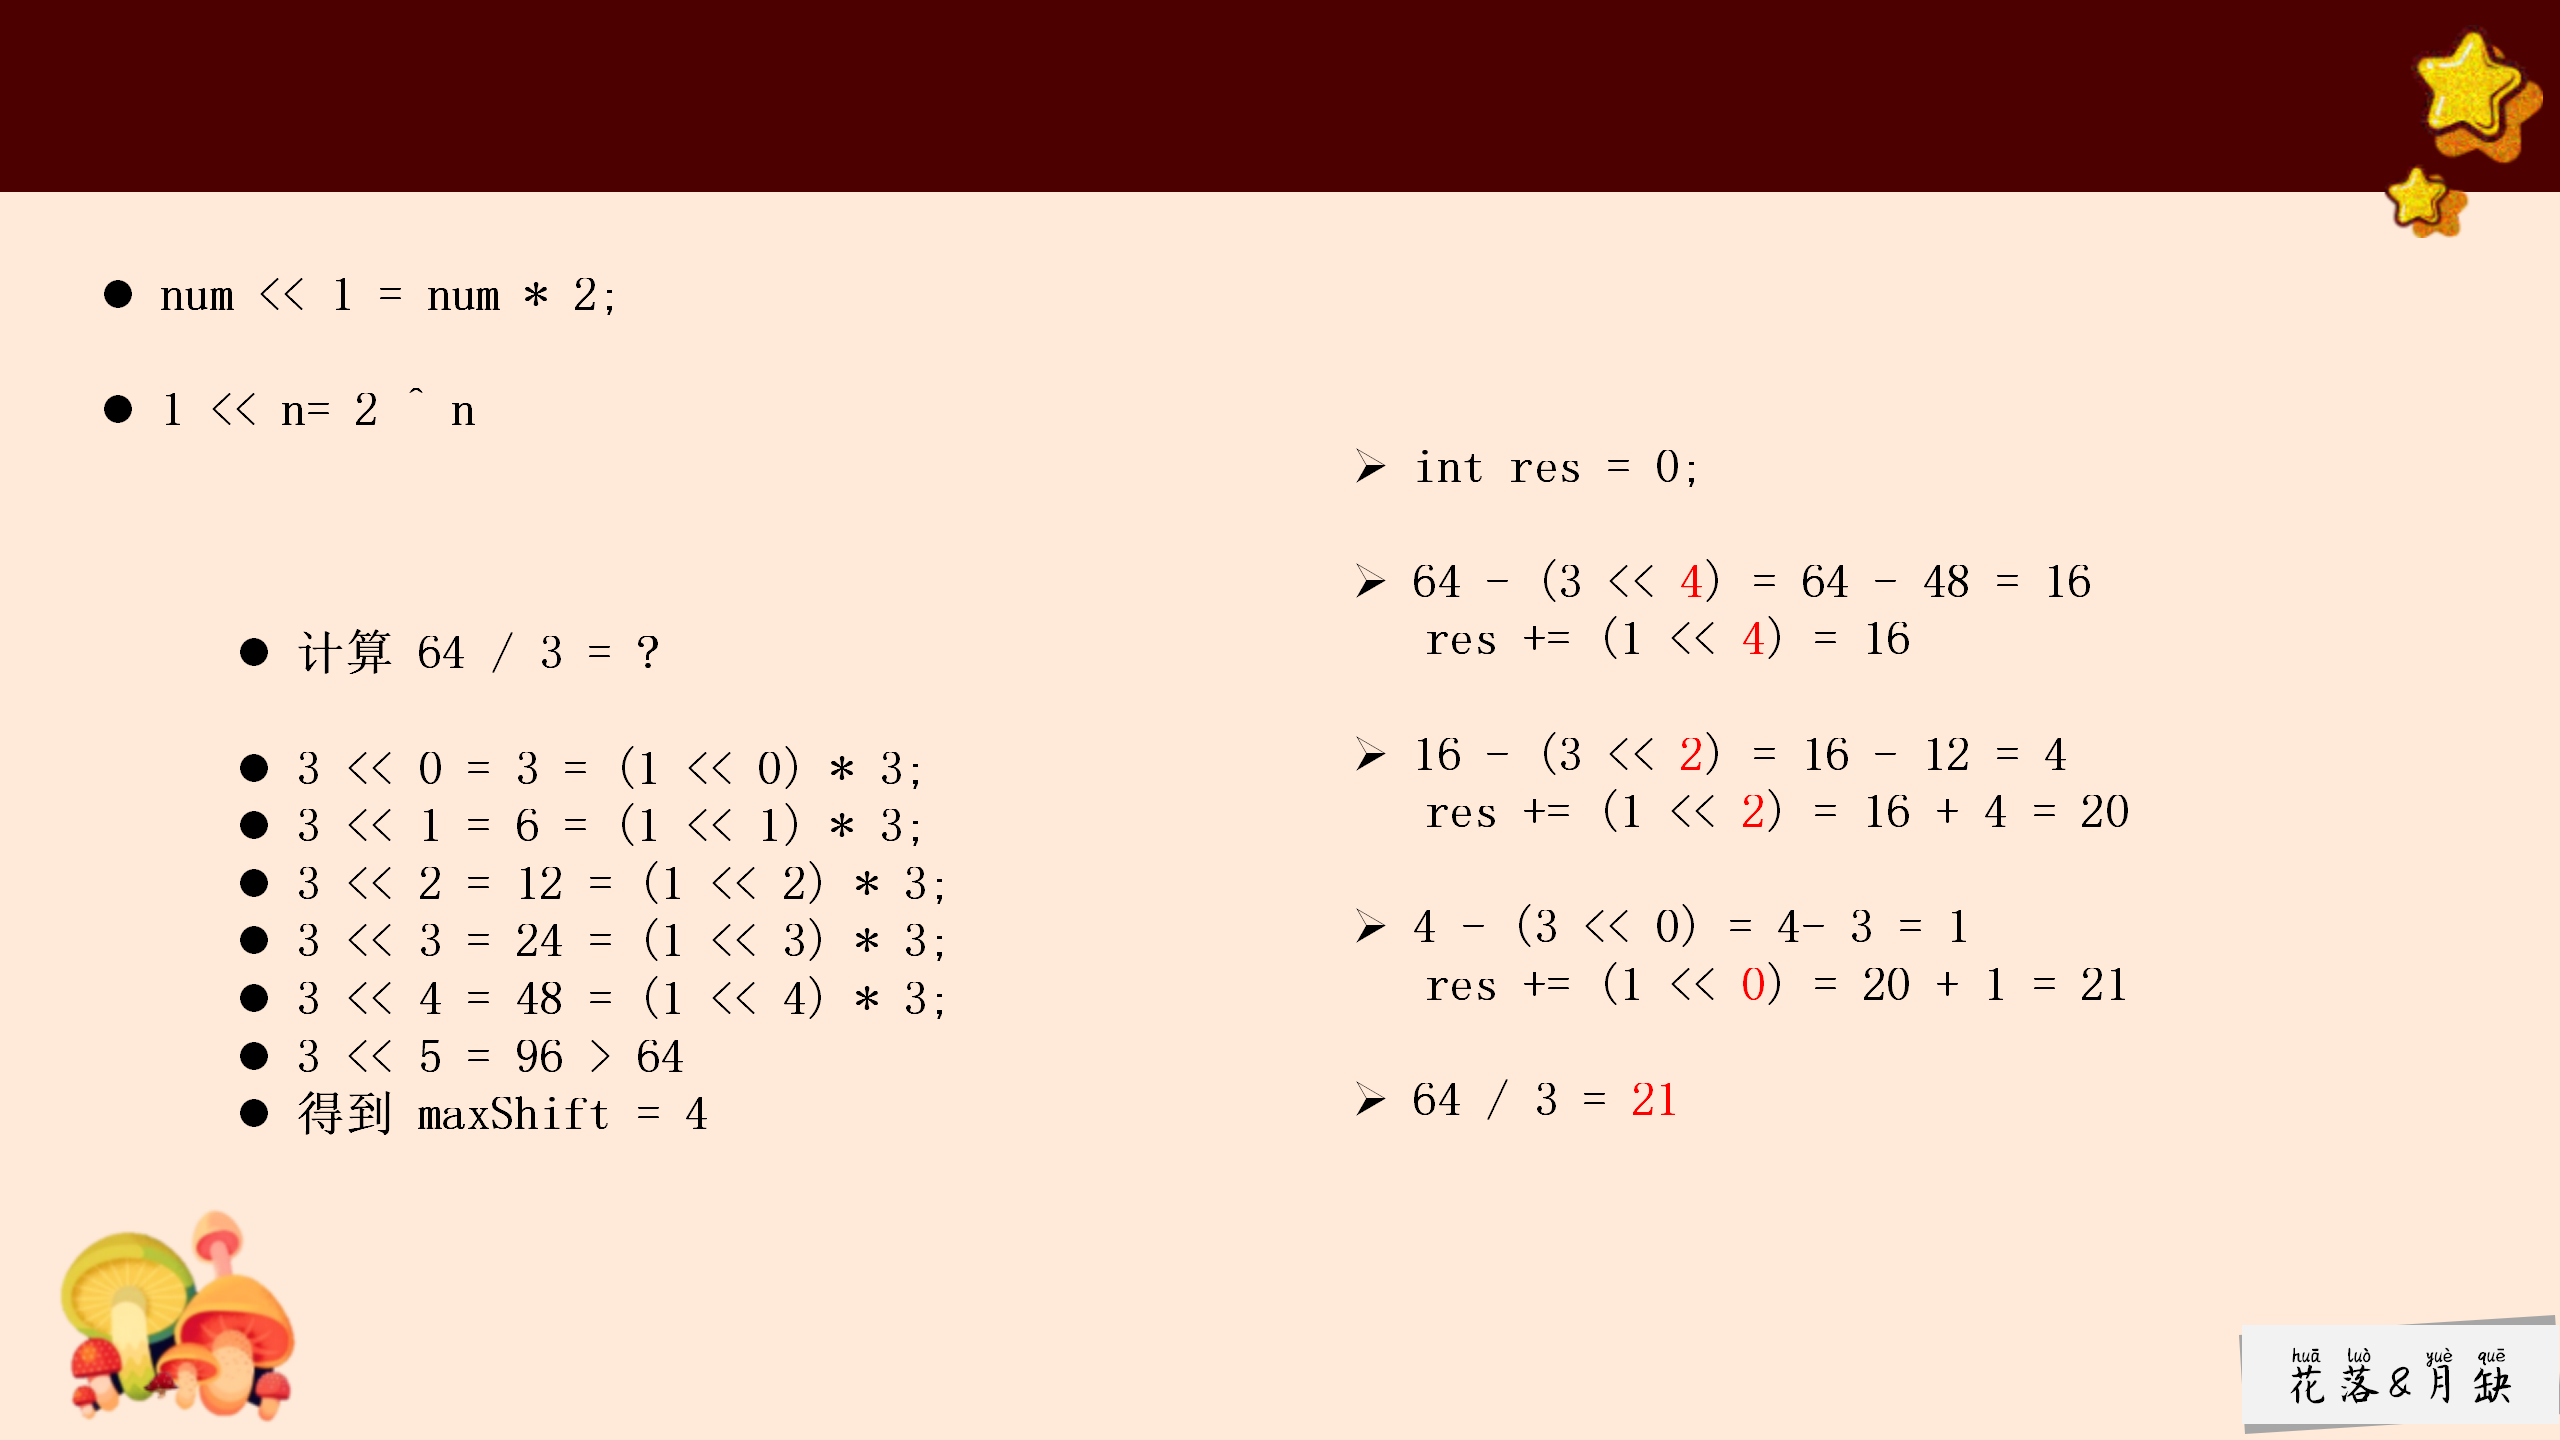 num << 1 = num * 2;
1 << n= 2 ^ n
计算 64 / 3 = ?
3 << 0 = 3 = (1 << 0) * 3;
3 << 1 = 6 = (1 << 1) * 3;
3 << 2 = 12 = (1 << 2) * 3;
3 << 3 = 24 = (1 << 3) * 3;
3 << 4 = 48 = (1 << 4) * 3;
3 << 5 = 96 > 64
得到 maxShift = 4
int res = 0;
64 - (3 << 4) = 64 - 48 = 16
res += (1 << 4) = 16
16 - (3 << 2) = 16 - 12 = 4
res += (1 << 2) = 16 + 4 = 20
4 - (3 << 0) = 4- 3 = 1
res += (1 << 0) = 20 + 1 = 21
64 / 3 = 21
huā luò yuè quē
花落&月缺